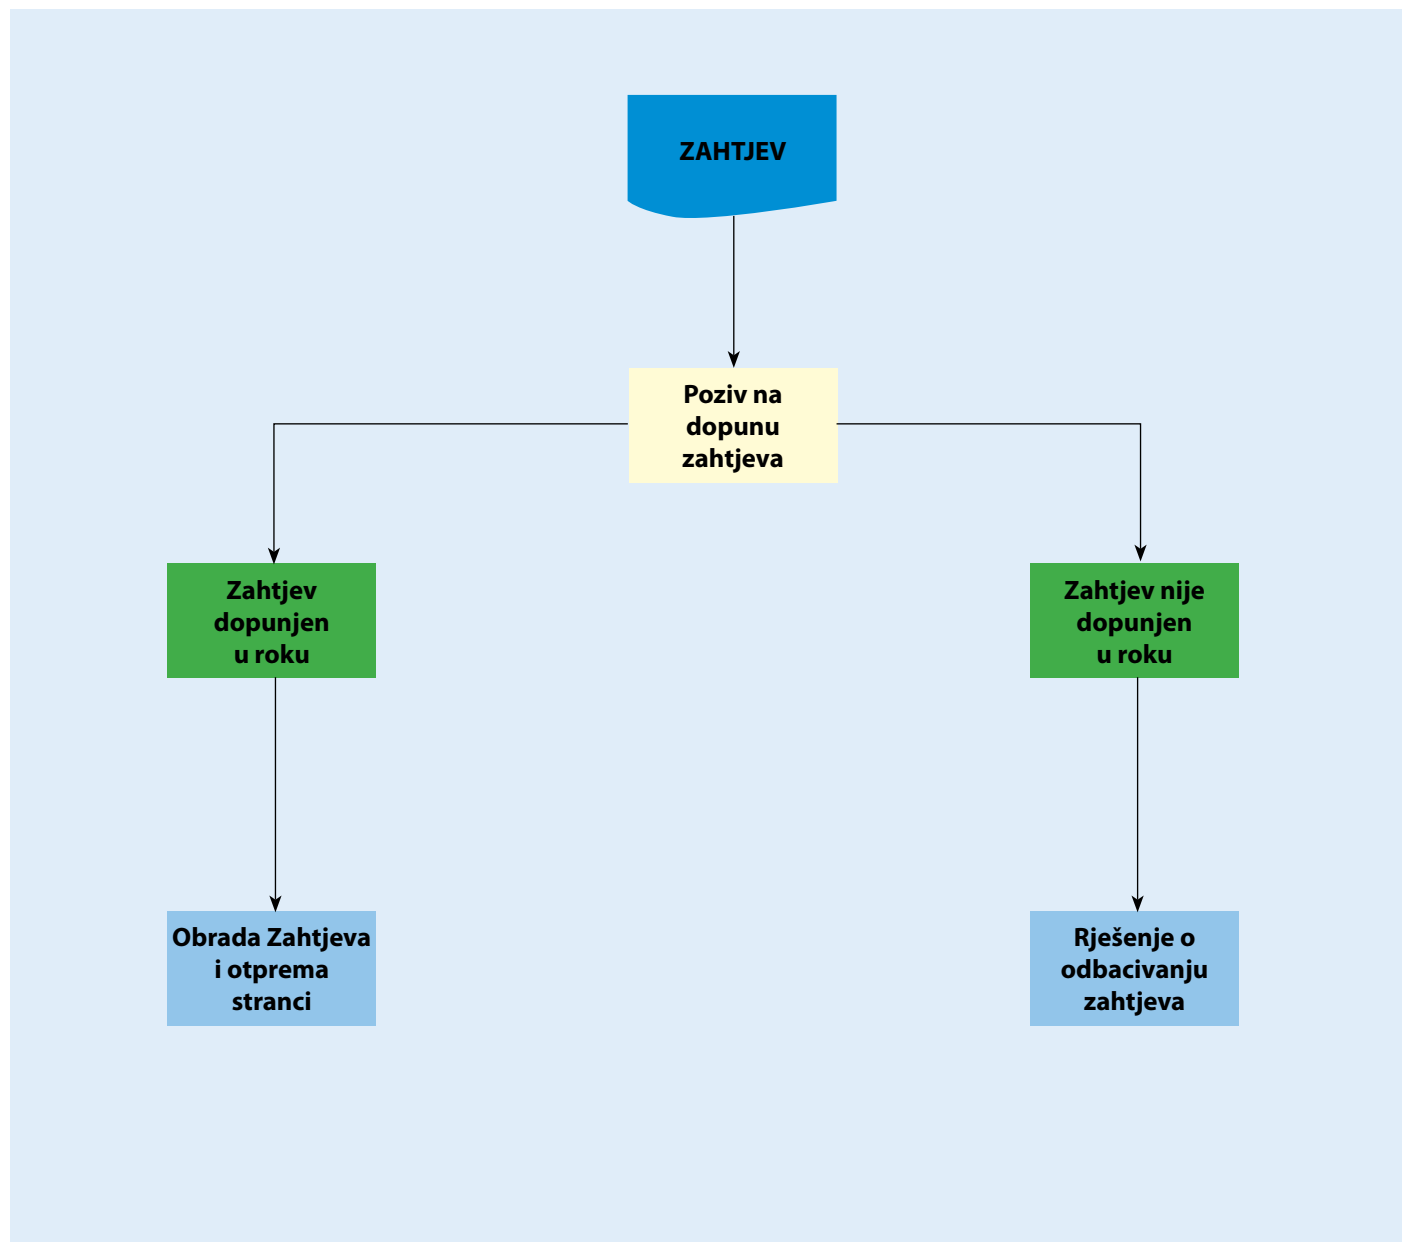 ZAHTJEV
Poziv na
dopunu
zahtjeva
Zahtjev
dopunjen
u roku
Zahtjev nije
dopunjen
u roku
Obrada Zahtjeva
i otprema
stranci
Rješenje o
odbacivanju
zahtjeva